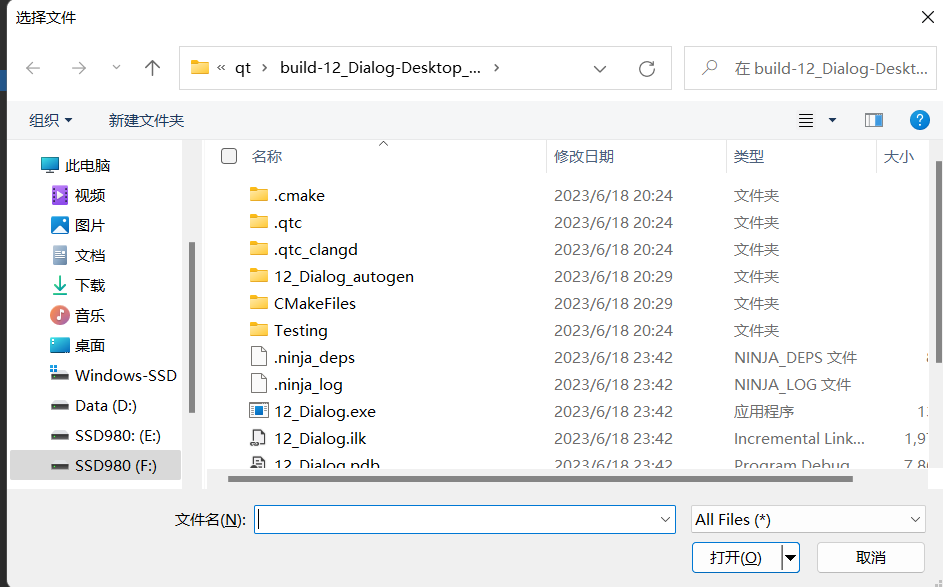 选择文件
« qt › build-12_Dialog-Desktop_... ›
在 build-12_Dialog-Deskt...
组织 新建文件夹
名称 修改日期 类型 大小
此电脑
视频
图片
文档
下载
音乐
桌面
Windows-SSD
Data (D:)
SSD980: (E:)
SSD980 (F:)
.cmake 2023/6/18 20:24 文件夹
.qtc 2023/6/18 20:24 文件夹
.qtc_clangd 2023/6/18 20:24 文件夹
12_Dialog_autogen 2023/6/18 20:29 文件夹
CMakeFiles 2023/6/18 20:29 文件夹
Testing 2023/6/18 20:24 文件夹
.ninja_deps 2023/6/18 23:42 NINJA_DEPS 文件
.ninja_log 2023/6/18 23:42 NINJA_LOG 文件
12_Dialog.exe 2023/6/18 23:42 应用程序
12_Dialog.ilk 2023/6/18 23:42 Incremental Link... 1,9
12_Dialog.pdb 2023/6/18 23:42 Program Debug
文件名(N):
All Files (*)
打开(O) 取消